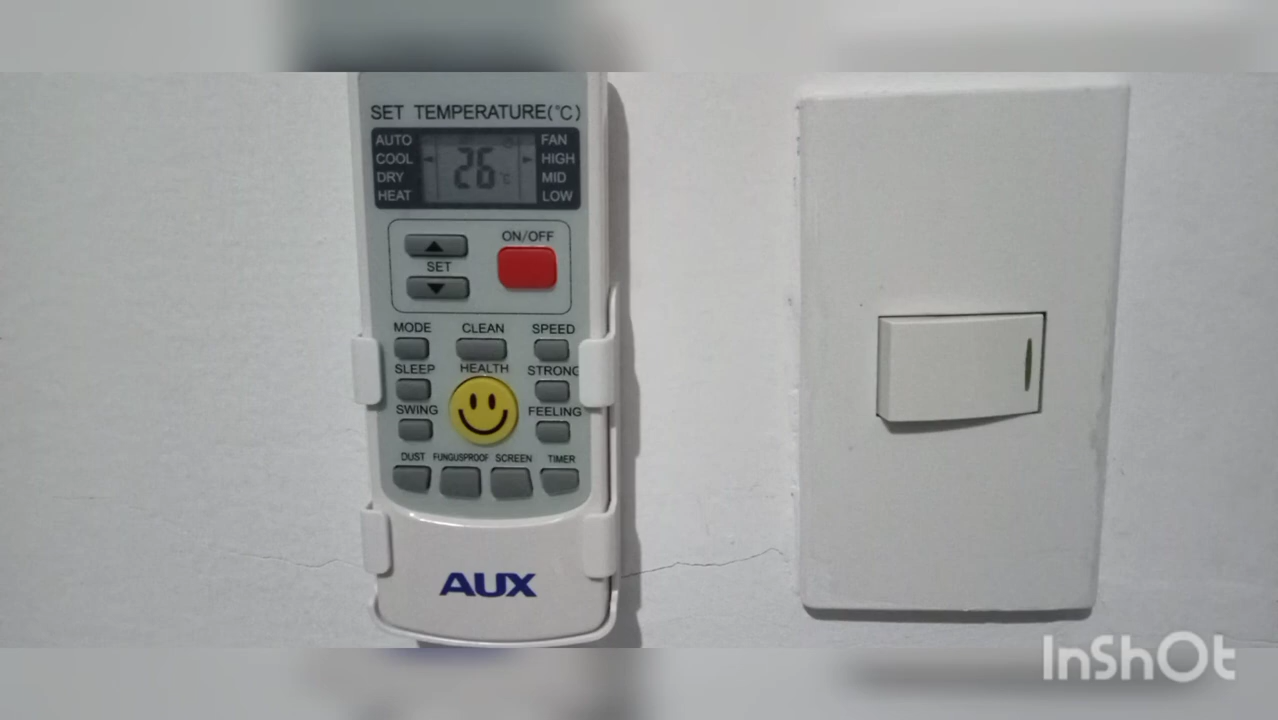 SET TEMPERATURE(°C)
AUTO
COOL
DRY
HEAT
26 °C
FAN
HIGH
MID
LOW
ON/OFF
SET
MODE CLEAN SPEED
SLEEP HEALTH STRONG
SWING FEELING
DUST FUNGUSPROOF SCREEN TIMER
AUX
InShOt